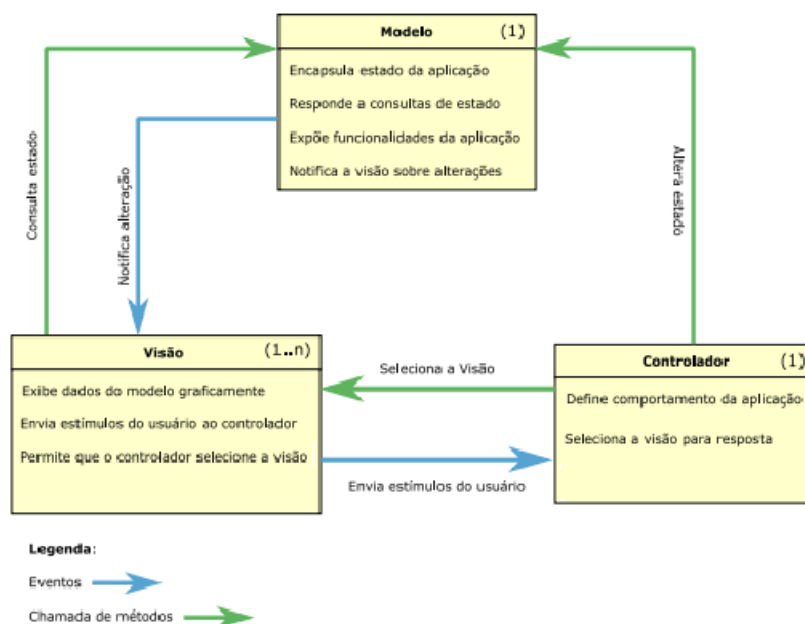 Modelo (1)
Encapsula estado da aplicação
Responde a consultas de estado
Expõe funcionalidades da aplicação
Notifica a visão sobre alterações
Consulta estado
Notifica alteração
Altera estado
Visão (1..n)
Exibe dados do modelo graficamente
Envia estímulos do usuário ao controlador
Permite que o controlador selecione a visão
Seleciona a Visão
Envia estímulos do usuário
Controlador (1)
Define comportamento da aplicação
Seleciona a visão para resposta
Legenda:
Eventos
Chamada de métodos